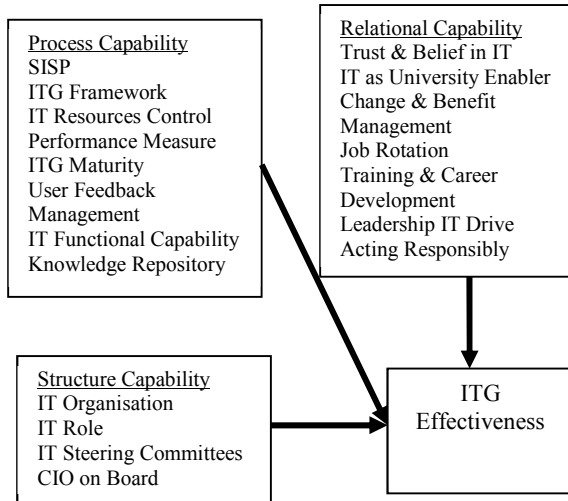 Process Capability
SISP
ITG Framework
IT Resources Control
Performance Measure
ITG Maturity
User Feedback
Management
IT Functional Capability
Knowledge Repository
Relational Capability
Trust & Belief in IT
IT as University Enabler
Change & Benefit
Management
Job Rotation
Training & Career
Development
Leadership IT Drive
Acting Responsibly
Structure Capability
IT Organisation
IT Role
IT Steering Committees
CIO on Board
ITG
Effectiveness